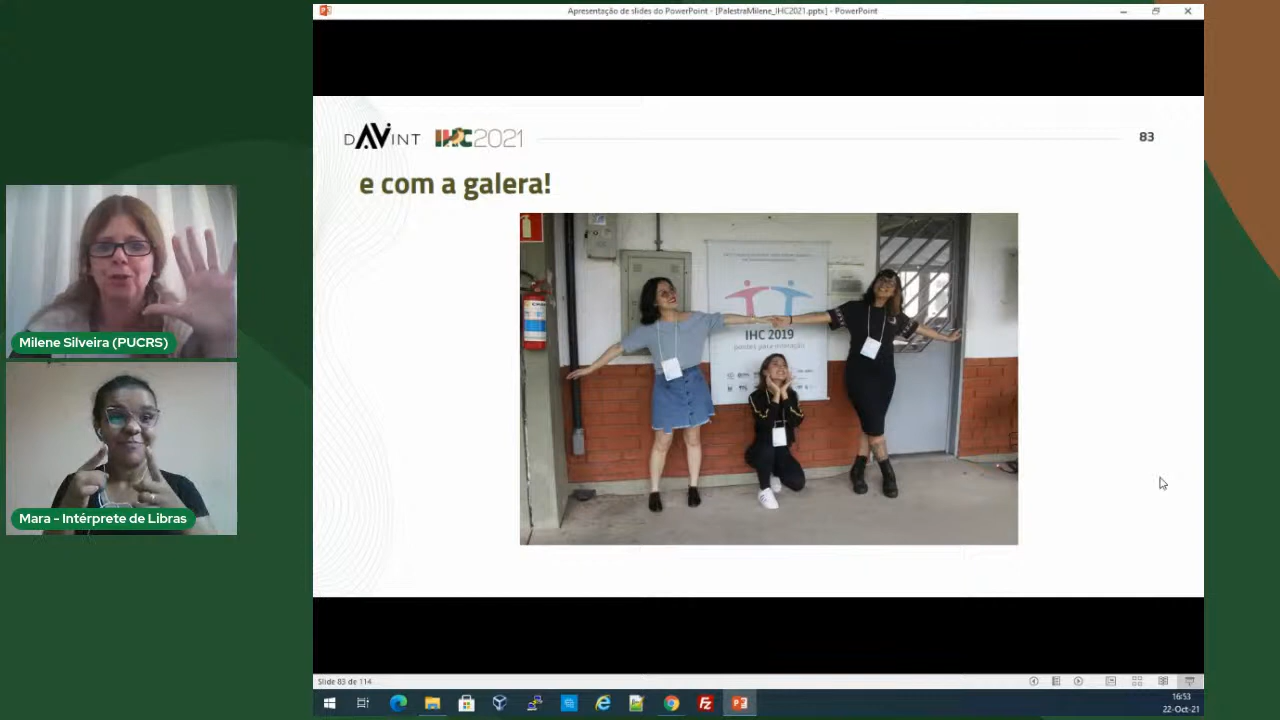 Apresentação de slides do PowerPoint - [PalestraMilene_IHC2021.pptx] - PowerPoint
DAVINT IHC2021
83
e com a galera!
IHC 2019
Milene Silveira (PUCRS)
Mara - Intérprete de Libras
Slide 83 de 114
16:53
22-Oct-21